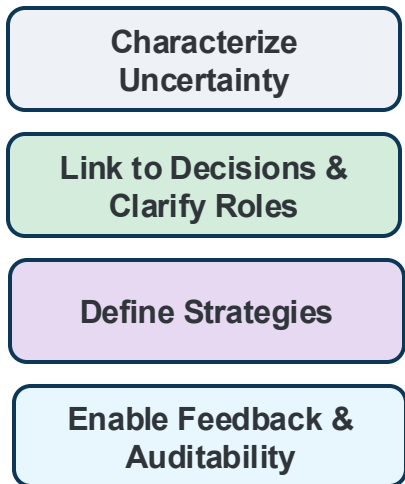 Characterize
Uncertainty
Link to Decisions &
Clarify Roles
Define Strategies
Enable Feedback &
Auditability